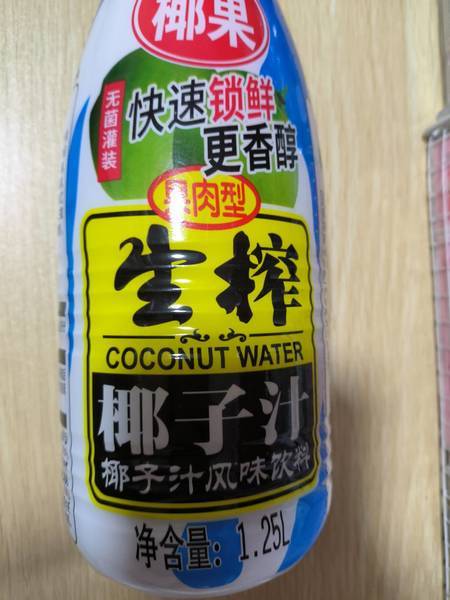 椰果
无菌灌装
快速锁鲜
更香醇
果肉型
生榨
COCONUT WATER
椰子汁
椰子汁风味饮料
净含量: 1.25L